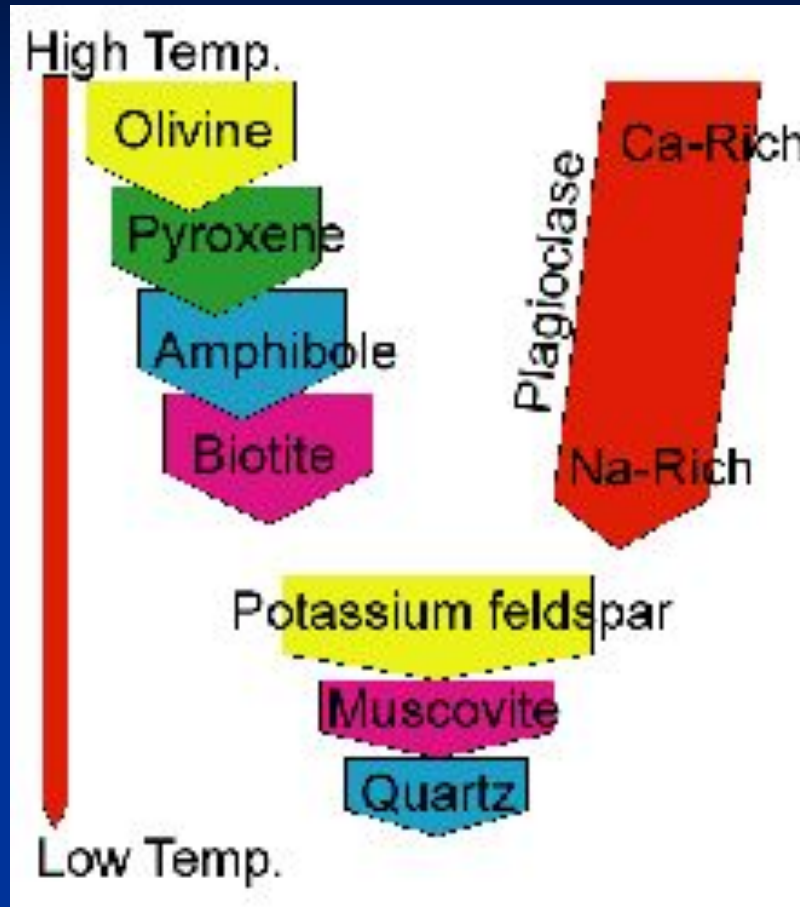 High Temp.
Olivine
Pyroxene
Amphibole
Biotite
Plagioclase
Ca-Rich
Na-Rich
Potassium feldspar
Muscovite
Quartz
Low Temp.